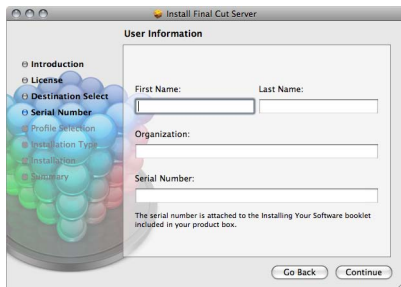 Install Final Cut Server
User Information
Introduction
License
Destination Select
Serial Number
Profile Selection
Installation Type
Installation
Summary
First Name:
Last Name:
Organization:
Serial Number:
The serial number is attached to the Installing Your Software booklet
included in your product box.
Go Back
Continue